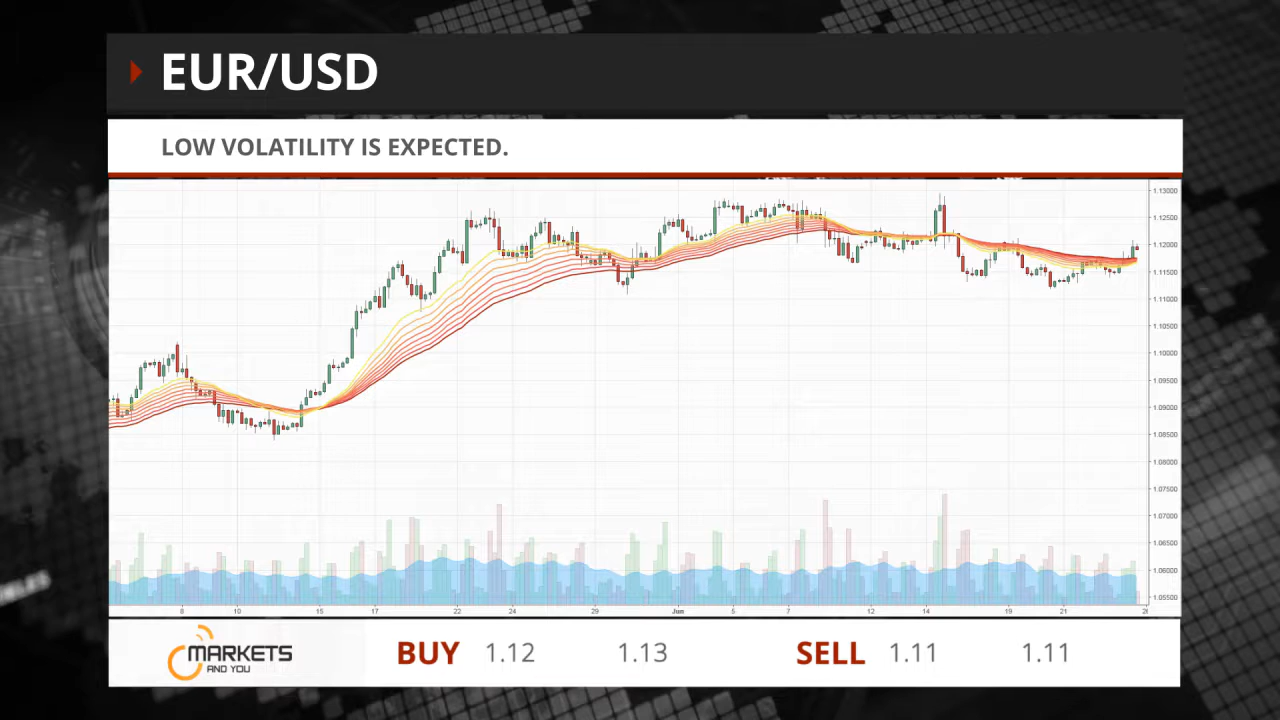 EUR/USD
LOW VOLATILITY IS EXPECTED.
1.13000
1.12500
1.12000
1.11500
1.11000
1.10500
1.10000
1.09500
1.09000
1.08500
1.08000
1.07500
1.07000
1.06500
1.06000
1.05500
8 10 15 17 22 24 29 Jun 5 7 12 14 19 21
MARKETS
AND YOU
BUY 1.12 1.13 SELL 1.11 1.11